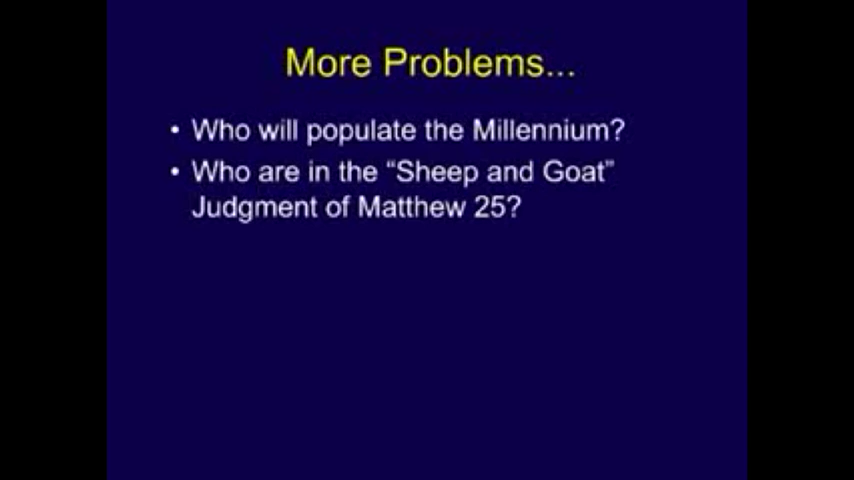 More Problems...
• Who will populate the Millennium?
• Who are in the “Sheep and Goat”
Judgment of Matthew 25?